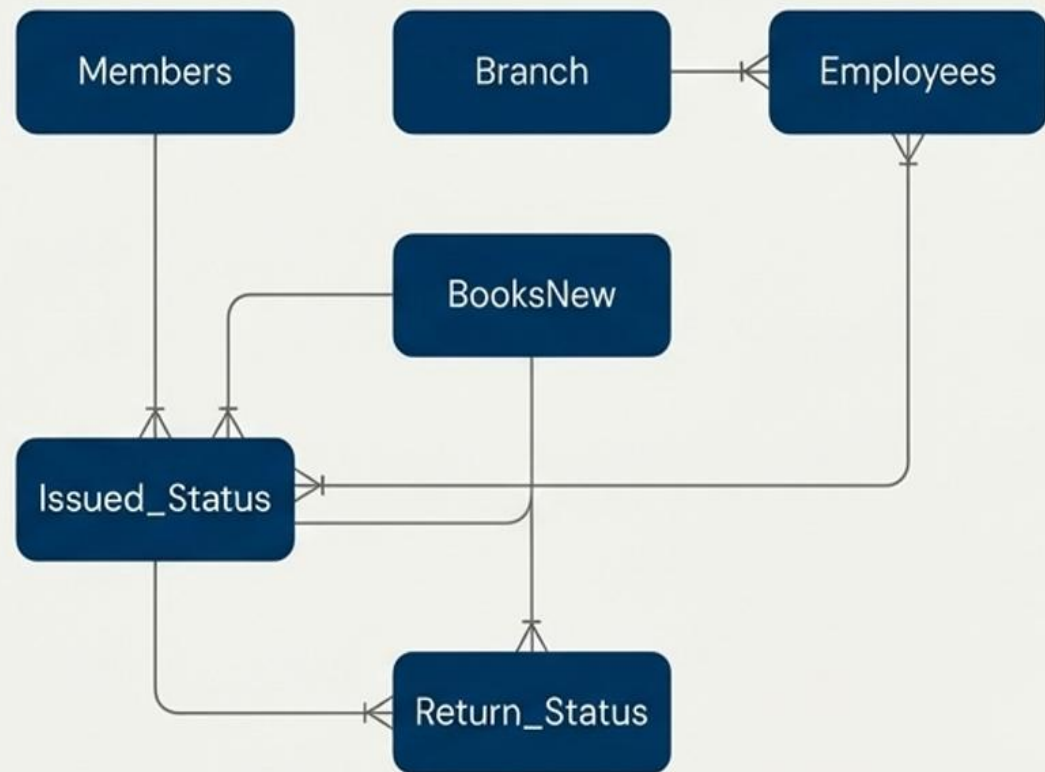 Members
Branch
Employees
BooksNew
Issued_Status
Return_Status